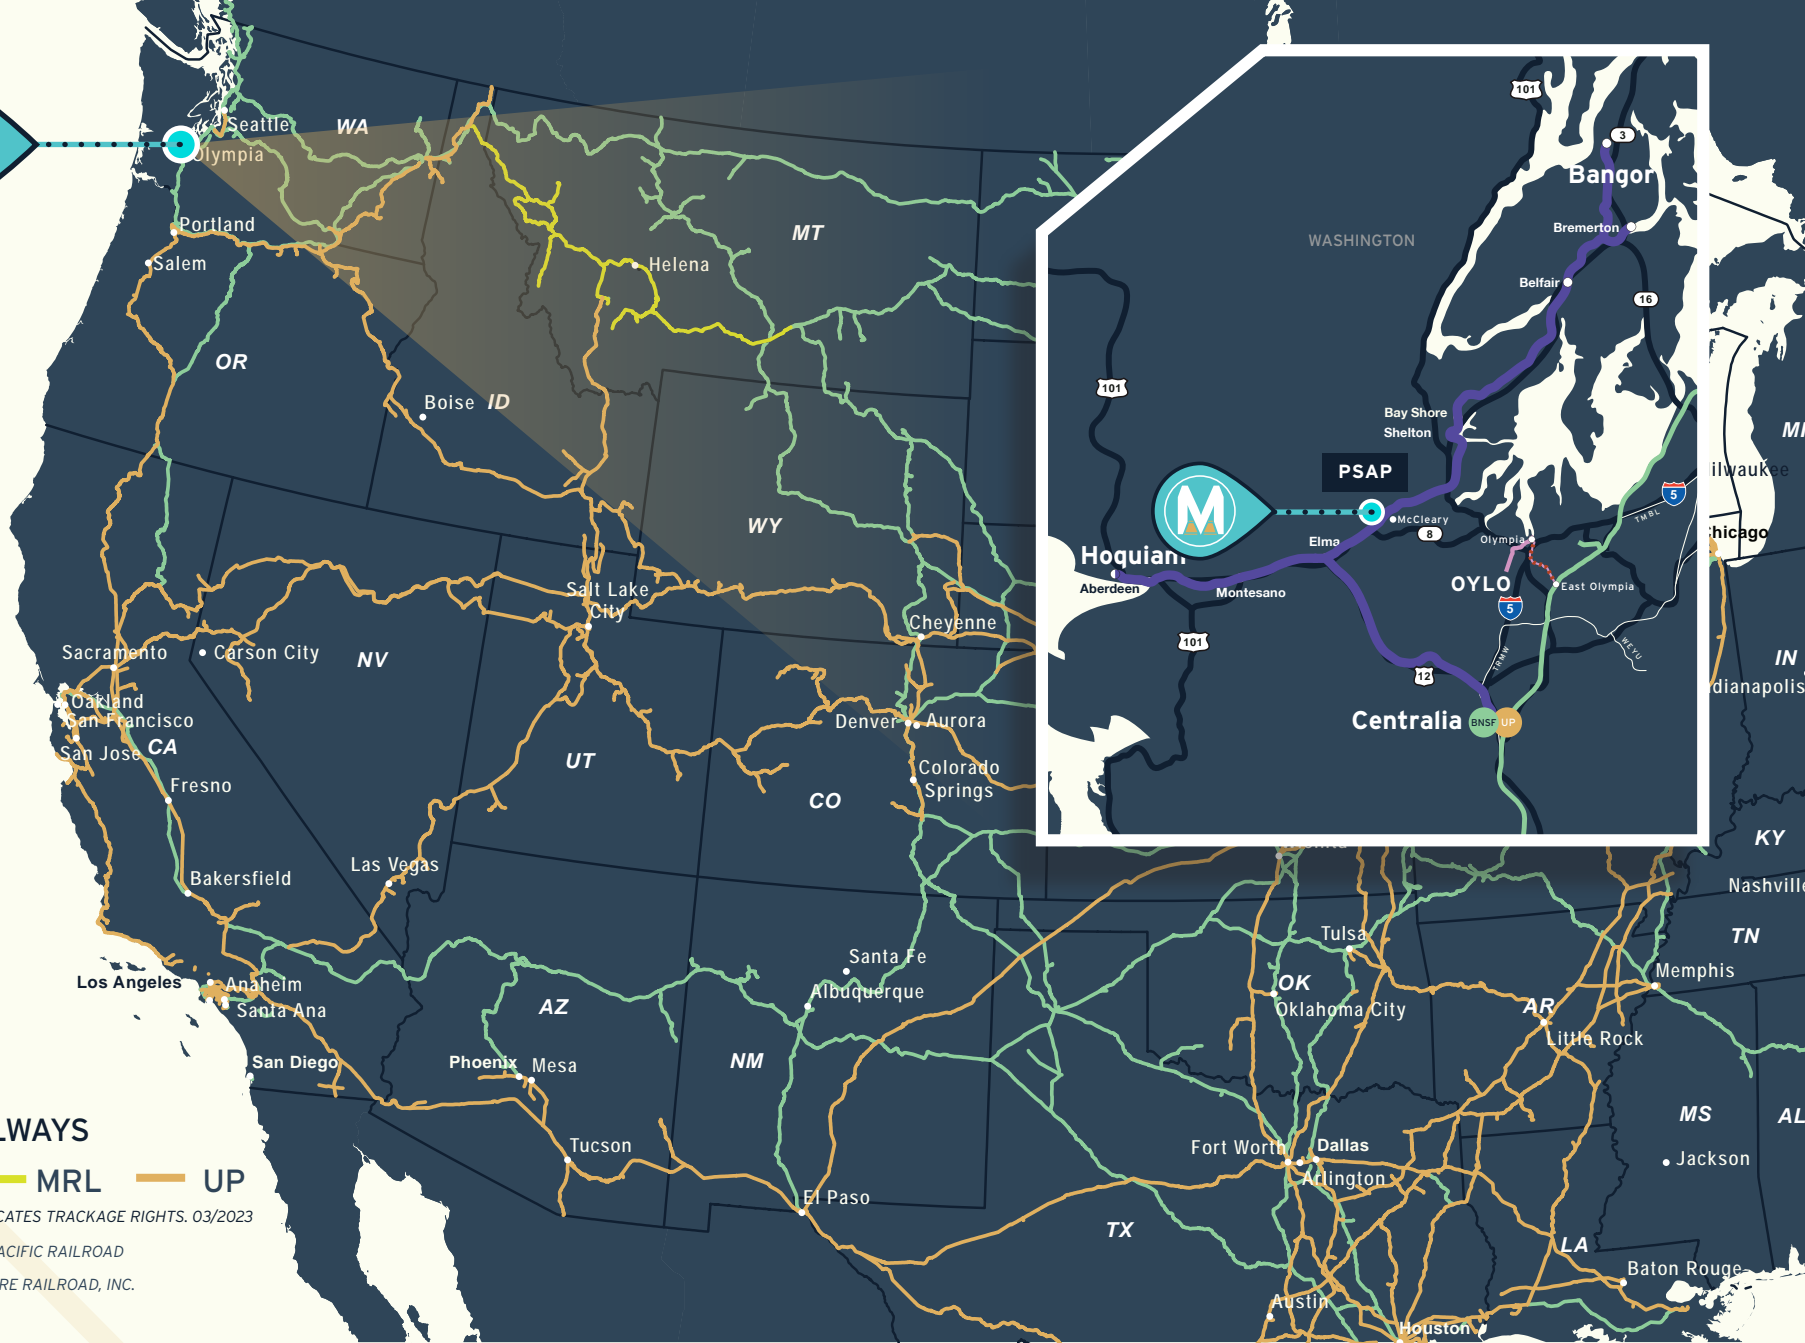 Seattle
WA
Olympia
Portland
Salem
OR
Boise
ID
MT
Helena
WY
Salt Lake
City
Cheyenne
Sacramento
Carson City
NV
Oakland
San Francisco
San Jose
CA
Fresno
UT
Denver
Aurora
CO
Colorado
Springs
Las Vegas
Bakersfield
Los Angeles
Anaheim
Santa Ana
San Diego
AZ
Phoenix
Mesa
Tucson
Santa Fe
Albuquerque
NM
El Paso
TX
Tulsa
OK
Oklahoma City
Fort Worth
Dallas
Arlington
Austin
Houston
AR
Little Rock
Memphis
MS
AL
Jackson
LA
Baton Rouge
KY
Nashville
TN
IN
Chicago
101
3
Bangor
WASHINGTON
Bremerton
Belfair
16
101
Bay Shore
Shelton
PSAP
5
TMBL
M
McCleary
8
Elma
Olympia
Hoquiam
Aberdeen
Montesano
OYLO
East Olympia
5
101
TRMW
WEYU
12
Centralia
BNSF
UP
LWAYS
MRL
UP
CATES TRACKAGE RIGHTS. 03/2023
ACIFIC RAILROAD
RE RAILROAD, INC.